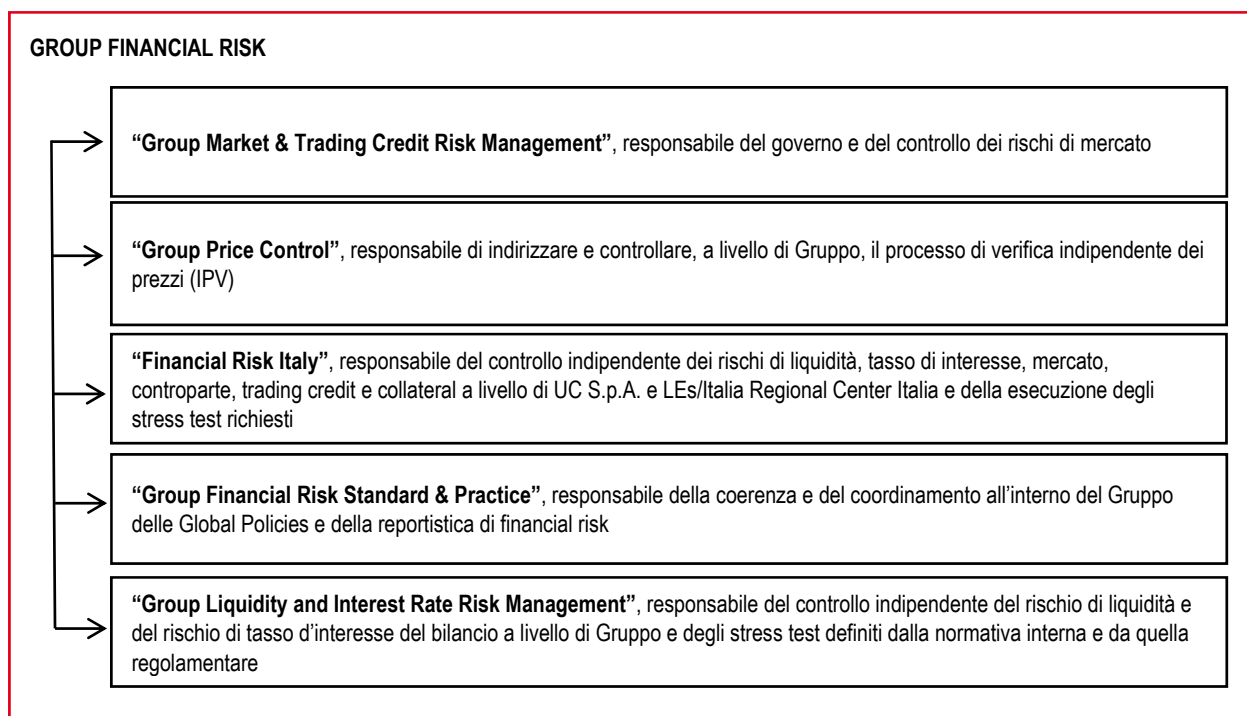 GROUP FINANCIAL RISK
“Group Market & Trading Credit Risk Management”, responsabile del governo e del controllo dei rischi di mercato
“Group Price Control”, responsabile di indirizzare e controllare, a livello di Gruppo, il processo di verifica indipendente dei
prezzi (IPV)
“Financial Risk Italy”, responsabile del controllo indipendente dei rischi di liquidità, tasso di interesse, mercato,
controparte, trading credit e collateral a livello di UC S.p.A. e LEs/Italia Regional Center Italia e della esecuzione degli
stress test richiesti
“Group Financial Risk Standard & Practice”, responsabile della coerenza e del coordinamento all’interno del Gruppo
delle Global Policies e della reportistica di financial risk
“Group Liquidity and Interest Rate Risk Management”, responsabile del controllo indipendente del rischio di liquidità e
del rischio di tasso d’interesse del bilancio a livello di Gruppo e degli stress test definiti dalla normativa interna e da quella
regolamentare